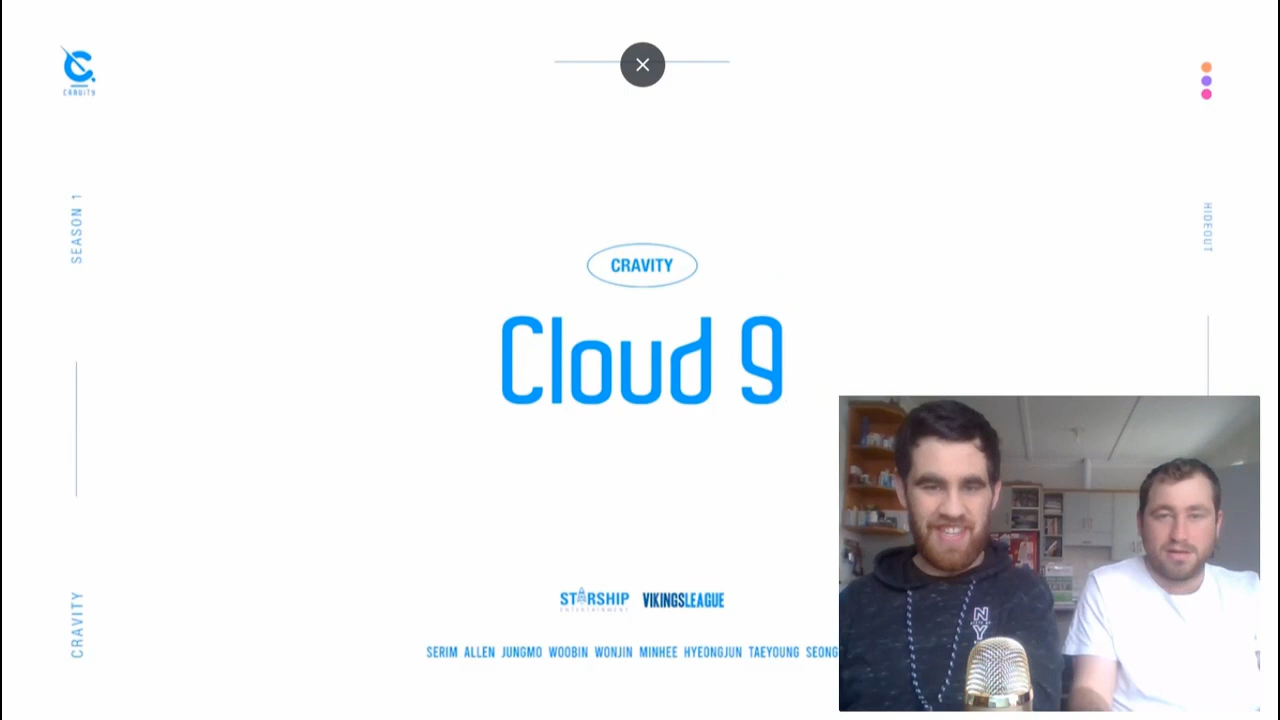 CRAVITY
SEASON 1
HIDEOUT
CRAVITY
Cloud 9
CRAVITY
STARSHIP
ENTERTAINMENT
VIKINGSLEAGUE
SERIM ALLEN JUNGMO WOOBIN WONJIN MINHEE HYEONGJUN TAEYOUNG SEONG
NY